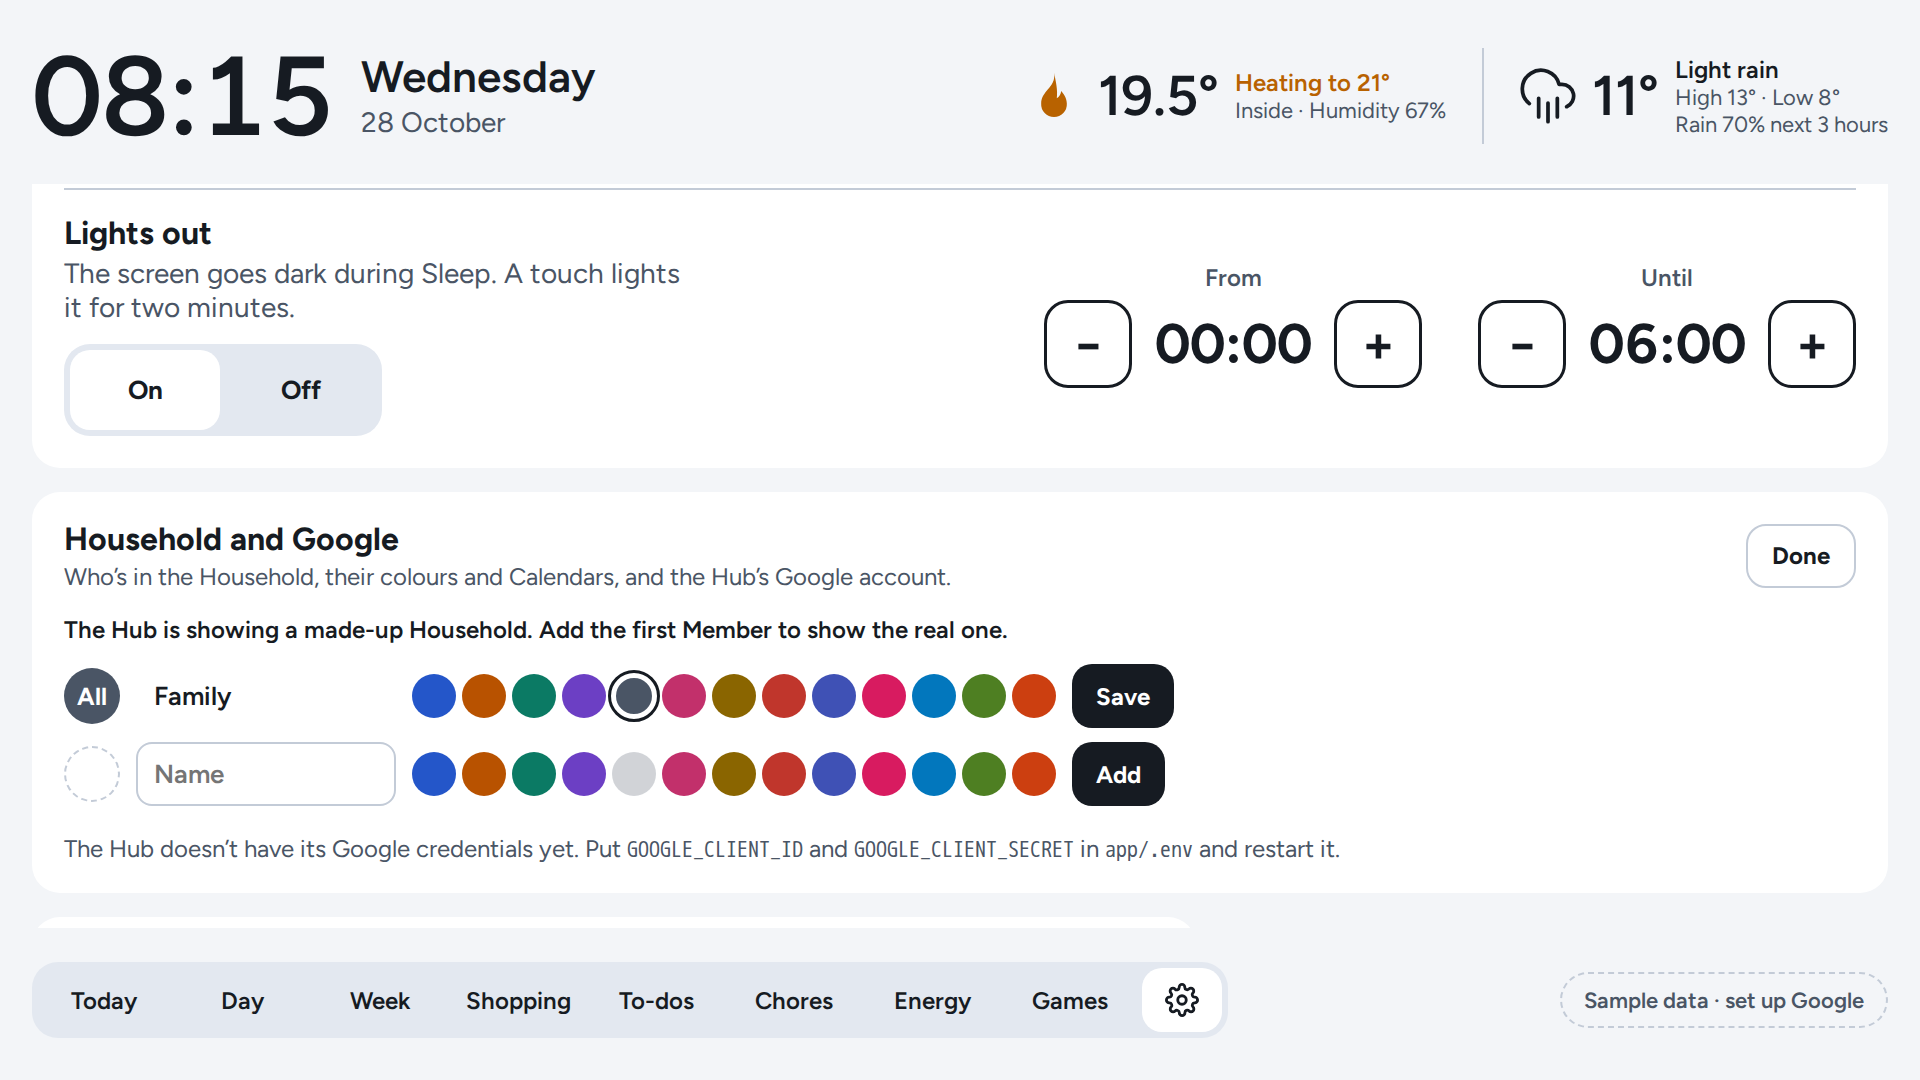 08:15
Wednesday
28 October
19.5°
Heating to 21°
Inside · Humidity 67%
11°
Light rain
High 13° · Low 8°
Rain 70% next 3 hours
Lights out
The screen goes dark during Sleep. A touch lights
it for two minutes.
On
Off
From
− 00:00 +
Until
− 06:00 +
Household and Google
Who’s in the Household, their colours and Calendars, and the Hub’s Google account.
Done
The Hub is showing a made-up Household. Add the first Member to show the real one.
All
Family
Save
Name
Add
The Hub doesn’t have its Google credentials yet. Put GOOGLE_CLIENT_ID and GOOGLE_CLIENT_SECRET in app/.env and restart it.
Today
Day
Week
Shopping
To-dos
Chores
Energy
Games
Sample data · set up Google